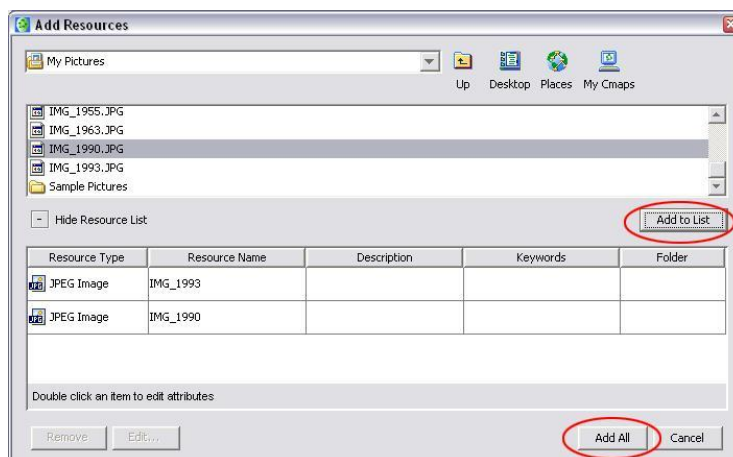 Add Resources
My Pictures
Up Desktop Places My Cmaps
IMG_1955.JPG
IMG_1963.JPG
IMG_1990.JPG
IMG_1993.JPG
Sample Pictures
- Hide Resource List Add to List
Resource Type Resource Name Description Keywords Folder
JPG JPEG Image IMG_1993
JPG JPEG Image IMG_1990
Double click an item to edit attributes
Remove Edit... Add All Cancel